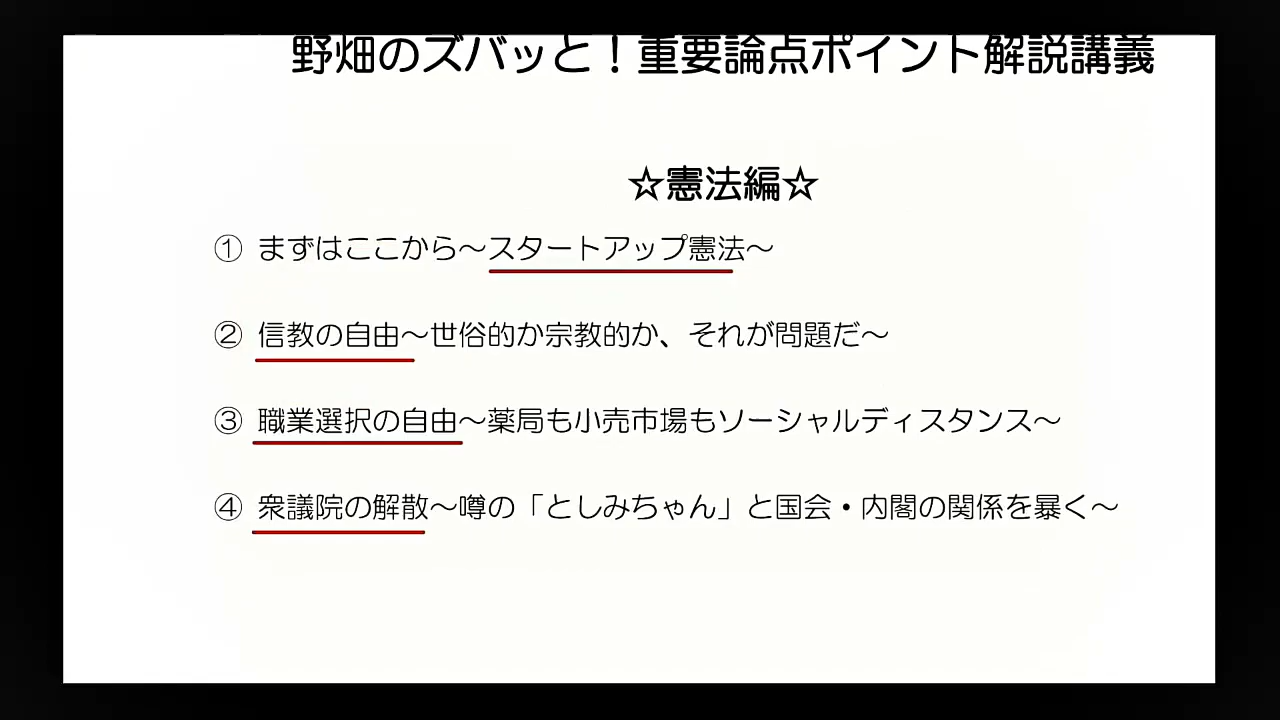 野畑のズバッと！重要論点ポイント解説講義
☆憲法編☆
① まずはここから～スタートアップ憲法～
② 信教の自由～世俗的か宗教的か、それが問題だ～
③ 職業選択の自由～薬局も小売市場もソーシャルディスタンス～
④ 衆議院の解散～噂の「としみちゃん」と国会・内閣の関係を暴く～